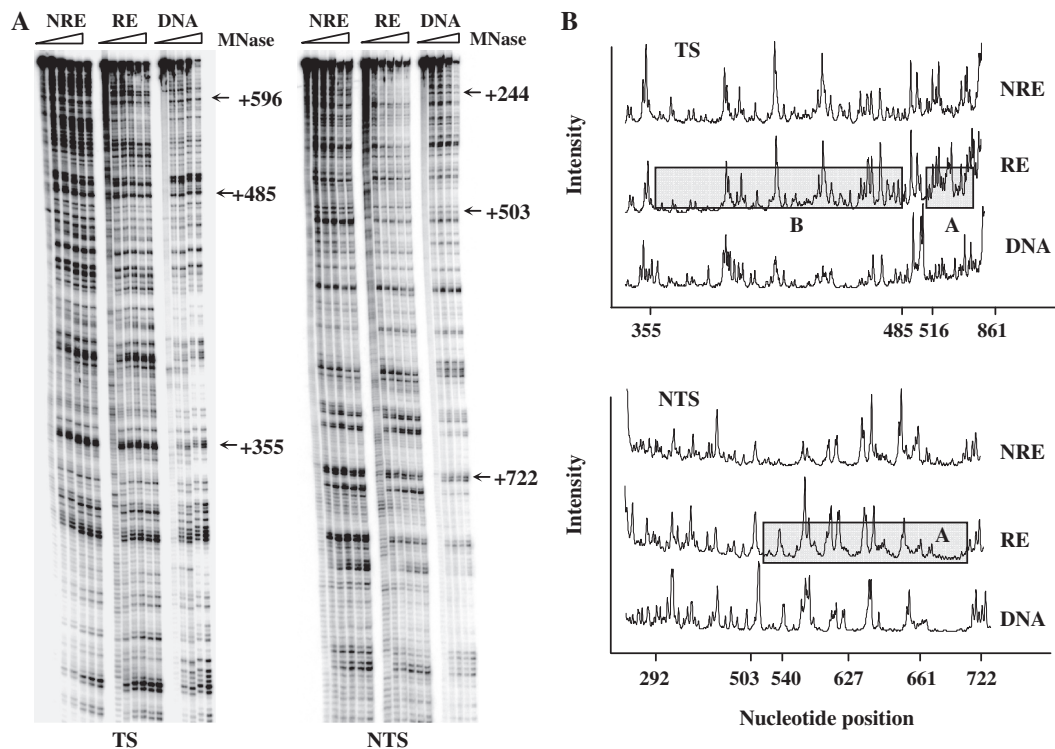 A
NRE RE DNA
MNase
+596
+485
+355
TS
NRE RE DNA
MNase
+244
+503
+722
NTS
B
Intensity
TS
NRE
RE
B
A
DNA
355 485 516 861
Intensity
NTS
NRE
A
RE
DNA
292 503 540 627 661 722
Nucleotide position